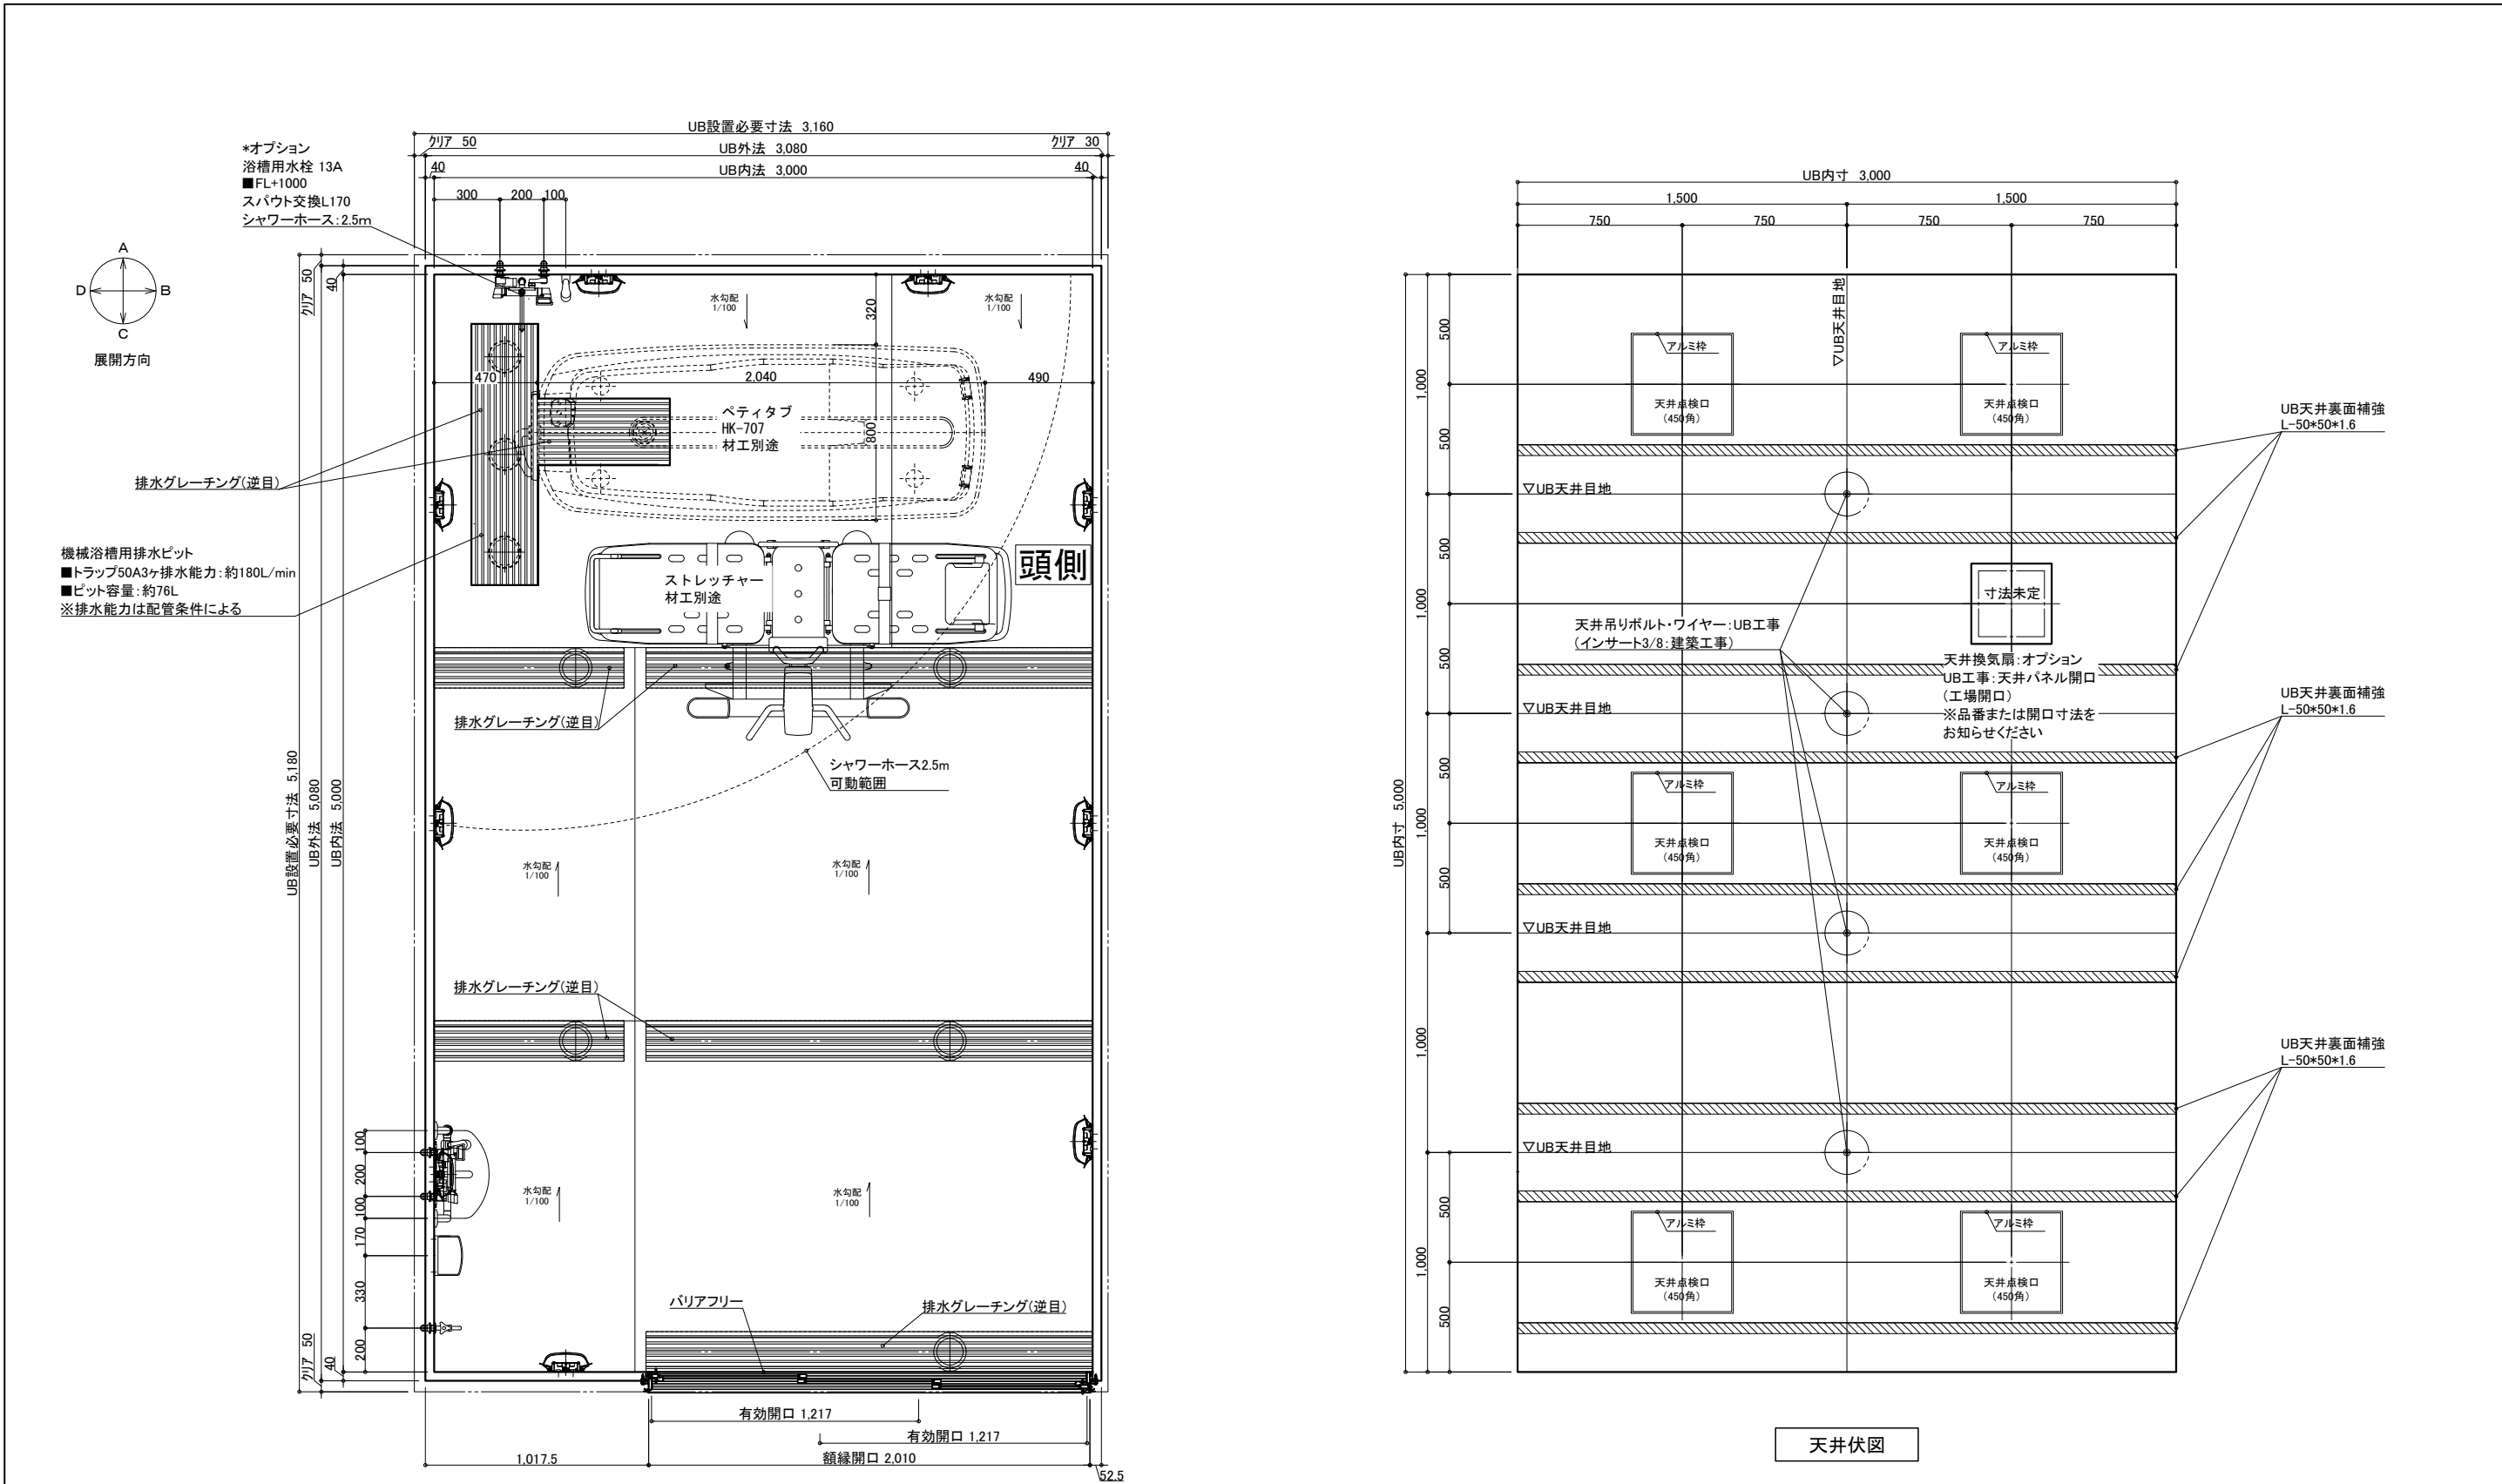 UB設置必要寸法 3,160
クリア 50
UB外法 3,080
クリア 30
40
UB内法 3,000
40
300
200
100
*オプション
浴槽用水栓 13A
■FL+1000
スパウト交換L170
シャワーホース:2.5m
A
D
B
C
展開方向
クリア 50
40
水勾配
1/100
320
水勾配
1/100
470
2,040
490
ペティタブ
HK-707
材工別途
800
排水グレーチング(逆目)
機械浴槽用排水ピット
■トラップ50A3ヶ排水能力:約180L/min
■ピット容量:約76L
※排水能力は配管条件による
頭側
ストレッチャー
材工別途
排水グレーチング(逆目)
シャワーホース2.5m
可動範囲
UB設置必要寸法 5,180
UB外法 5,080
UB内法 5,000
水勾配
1/100
水勾配
1/100
排水グレーチング(逆目)
100
200
100
170
330
200
水勾配
1/100
水勾配
1/100
バリアフリー
排水グレーチング(逆目)
クリア 50
40
有効開口 1,217
有効開口 1,217
1,017.5
額縁開口 2,010
52.5
UB内寸 3,000
1,500
1,500
750
750
750
750
▽UB天井目地
UB内寸 5,000
1,000
1,000
1,000
1,000
1,000
500
500
500
500
500
500
500
500
アルミ枠
天井点検口
(450角)
アルミ枠
天井点検口
(450角)
UB天井裏面補強
L-50*50*1.6
▽UB天井目地
寸法未定
天井吊りボルト・ワイヤー:UB工事
(インサート3/8:建築工事)
天井換気扇:オプション
UB工事:天井パネル開口
(工場開口)
※品番または開口寸法を
お知らせください
UB天井裏面補強
L-50*50*1.6
▽UB天井目地
アルミ枠
天井点検口
(450角)
アルミ枠
天井点検口
(450角)
▽UB天井目地
UB天井裏面補強
L-50*50*1.6
▽UB天井目地
アルミ枠
天井点検口
(450角)
アルミ枠
天井点検口
(450角)
天井伏図